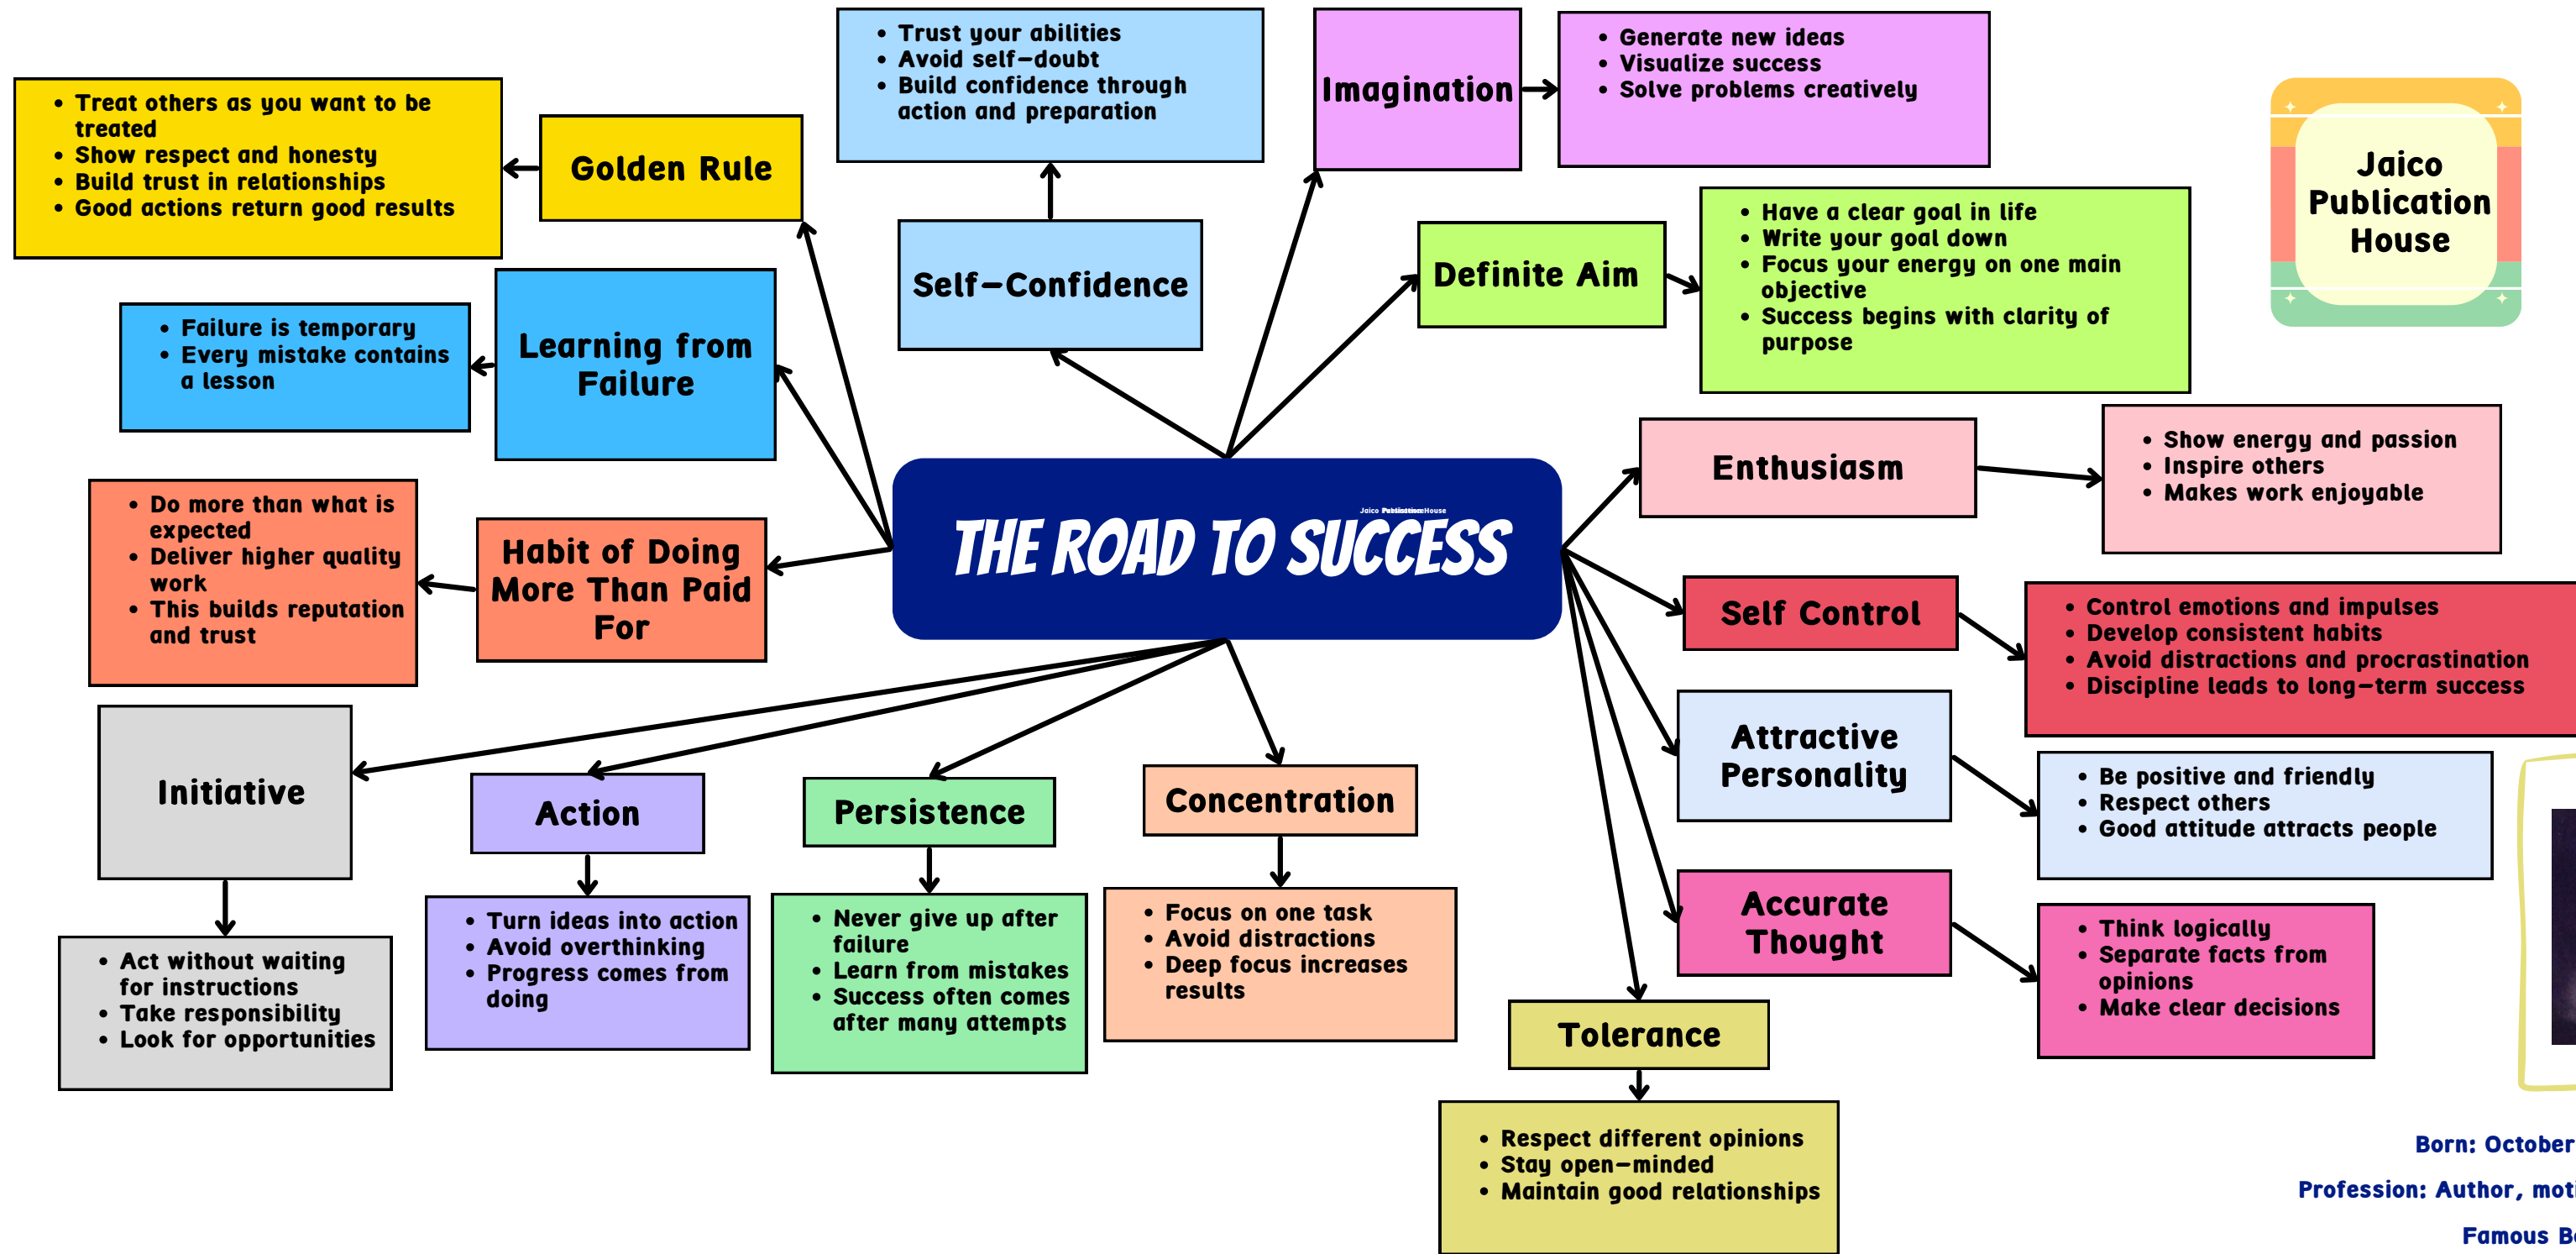 Trust your abilities
Avoid self-doubt
Build confidence through
action and preparation
Imagination
Generate new ideas
Visualize success
Solve problems creatively
Treat others as you want to be
treated
Show respect and honesty
Build trust in relationships
Good actions return good results
Golden Rule
Jaico
Publication
House
Self-Confidence
Definite Aim
Have a clear goal in life
Write your goal down
Focus your energy on one main
objective
Success begins with clarity of
purpose
Failure is temporary
Every mistake contains
a lesson
Learning from
Failure
Enthusiasm
Show energy and passion
Inspire others
Makes work enjoyable
Do more than what is
expected
Deliver higher quality
work
This builds reputation
and trust
Habit of Doing
More Than Paid
For
Jaico House
THE ROAD TO SUCCESS
Self Control
Control emotions and impulses
Develop consistent habits
Avoid distractions and procrastination
Discipline leads to long-term success
Attractive
Personality
Be positive and friendly
Respect others
Good attitude attracts people
Initiative
Action
Persistence
Concentration
Accurate
Thought
Think logically
Separate facts from
opinions
Make clear decisions
Act without waiting
for instructions
Take responsibility
Look for opportunities
Turn ideas into action
Avoid overthinking
Progress comes from
doing
Never give up after
failure
Learn from mistakes
Success often comes
after many attempts
Focus on one task
Avoid distractions
Deep focus increases
results
Tolerance
Respect different opinions
Stay open-minded
Maintain good relationships
Born: October
Profession: Author, moti
Famous